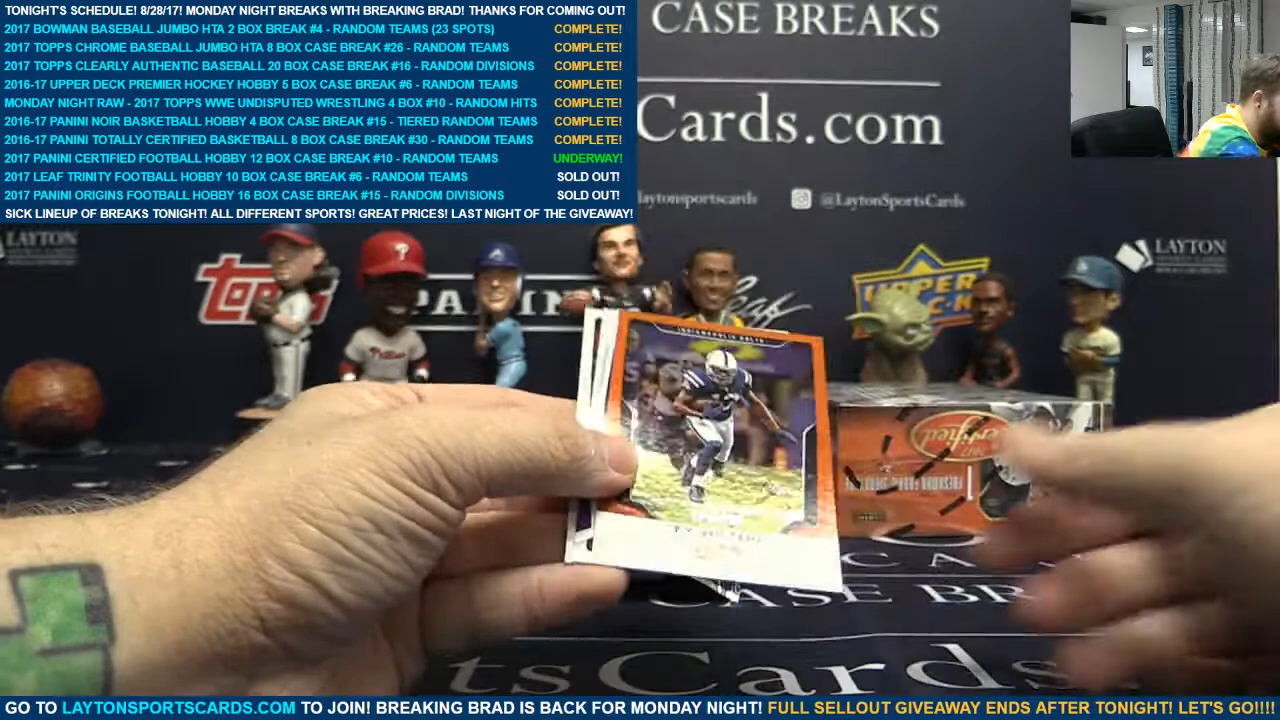 TONIGHT'S SCHEDULE! 8/28/17! MONDAY NIGHT BREAKS WITH BREAKING BRAD! THANKS FOR COMING OUT!
2017 BOWMAN BASEBALL JUMBO HTA 2 BOX BREAK #4 - RANDOM TEAMS (23 SPOTS) COMPLETE!
2017 TOPPS CHROME BASEBALL JUMBO HTA 8 BOX CASE BREAK #26 - RANDOM TEAMS COMPLETE!
2017 TOPPS CLEARLY AUTHENTIC BASEBALL 20 BOX CASE BREAK #16 - RANDOM DIVISIONS COMPLETE!
2016-17 UPPER DECK PREMIER HOCKEY HOBBY 5 BOX CASE BREAK #6 - RANDOM TEAMS COMPLETE!
MONDAY NIGHT RAW - 2017 TOPPS WWE UNDISPUTED WRESTLING 4 BOX #10 - RANDOM HITS COMPLETE!
2016-17 PANINI NOIR BASKETBALL HOBBY 4 BOX CASE BREAK #15 - TIERED RANDOM TEAMS COMPLETE!
2016-17 PANINI TOTALLY CERTIFIED BASKETBALL 8 BOX CASE BREAK #30 - RANDOM TEAMS COMPLETE!
2017 PANINI CERTIFIED FOOTBALL HOBBY 12 BOX CASE BREAK #10 - RANDOM TEAMS UNDERWAY!
2017 LEAF TRINITY FOOTBALL HOBBY 10 BOX CASE BREAK #6 - RANDOM TEAMS SOLD OUT!
2017 PANINI ORIGINS FOOTBALL HOBBY 16 BOX CASE BREAK #15 - RANDOM DIVISIONS SOLD OUT!
SICK LINEUP OF BREAKS TONIGHT! ALL DIFFERENT SPORTS! GREAT PRICES! LAST NIGHT OF THE GIVEAWAY!
CASE BREAKS
Cards.com
laytonsportscards @LaytonSportsCards
LAYTON
LAYTON
Topps PANINI leaf UPPER
Phillies
INDIANAPOLIS COLTS
Certified
CASE BR
tsCards
GO TO LAYTONSPORTSCARDS.COM TO JOIN! BREAKING BRAD IS BACK FOR MONDAY NIGHT! FULL SELLOUT GIVEAWAY ENDS AFTER TONIGHT! LET'S GO!!!!